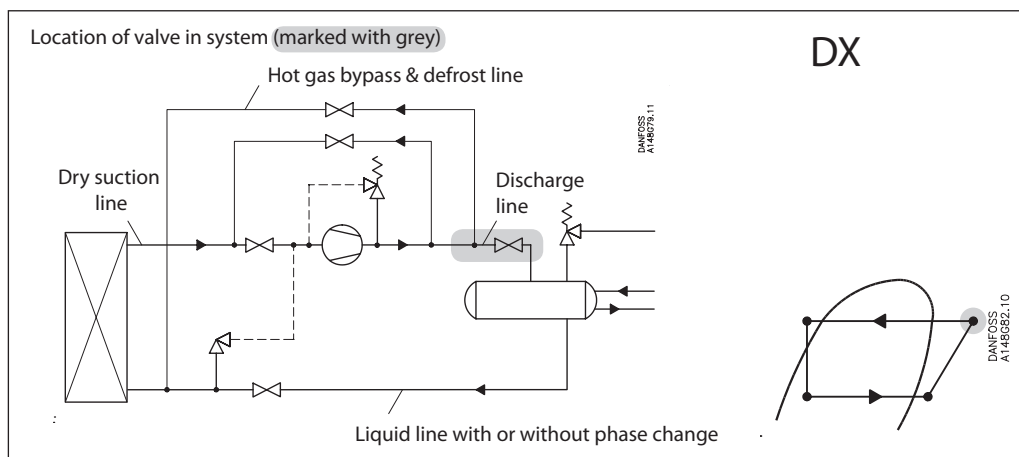 Location of valve in system (marked with grey)
DX
Hot gas bypass & defrost line
DANFOSS
A148G79.11
Dry suction
line
Discharge
line
DANFOSS
A148G82.10
Liquid line with or without phase change